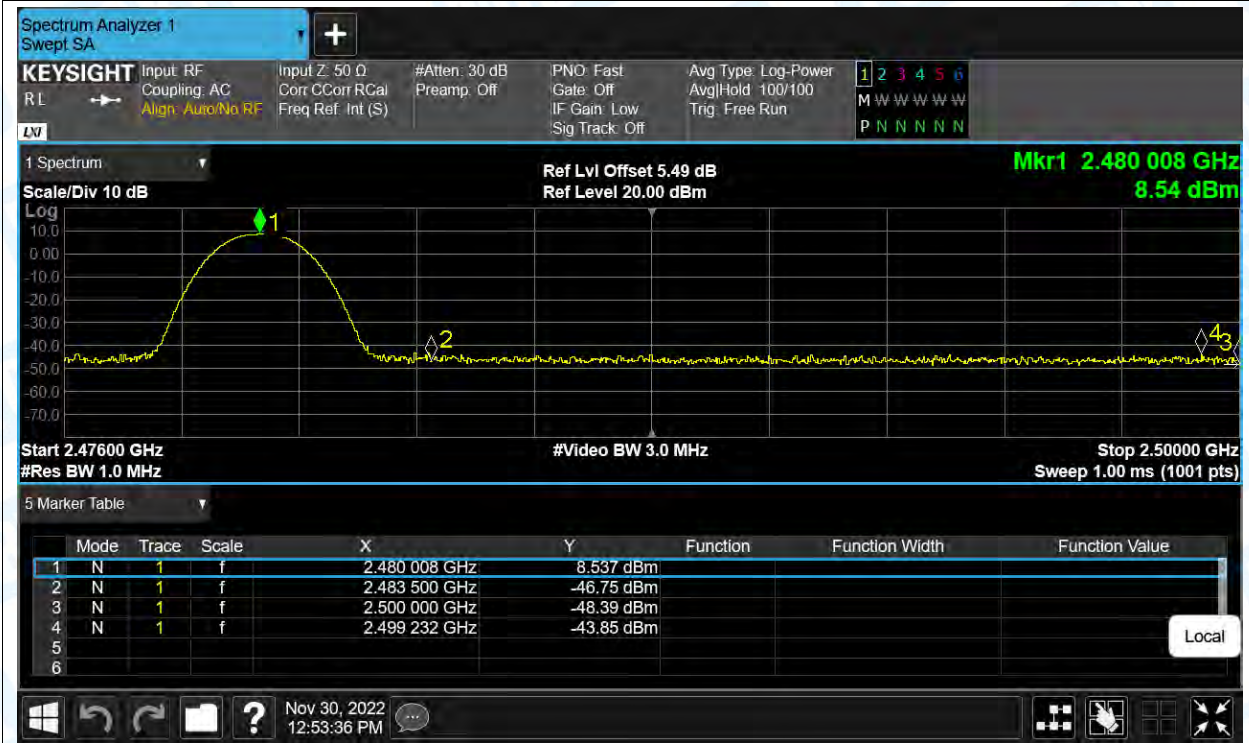 Spectrum Analyzer 1
Swept SA
+
KEYSIGHT Input: RF Input Z: 50 Ω #Atten: 30 dB PNO: Fast Avg Type: Log-Power 1 2 3 4 5 6
RL Coupling: AC Corr CCorr RCal Preamp: Off Gate: Off Avg|Hold: 100/100 M W W W W W W
Align: Auto/No RF Freq Ref: Int (S) IF Gain: Low Trig: Free Run
LXI Sig Track: Off P N N N N N N
1 Spectrum Ref Lvl Offset 5.49 dB Mkr1 2.480 008 GHz
Scale/Div 10 dB Ref Level 20.00 dBm 8.54 dBm
Log
10.0
0.00
-10.0
-20.0
-30.0
-40.0
-50.0
-60.0
-70.0
1
2
4
3
Start 2.47600 GHz #Video BW 3.0 MHz Stop 2.50000 GHz
#Res BW 1.0 MHz Sweep 1.00 ms (1001 pts)
5 Marker Table
Mode Trace Scale X Y Function Function Width Function Value
1 N 1 f 2.480 008 GHz 8.537 dBm
2 N 1 f 2.483 500 GHz -46.75 dBm
3 N 1 f 2.500 000 GHz -48.39 dBm
4 N 1 f 2.499 232 GHz -43.85 dBm
5
6
Local
? Nov 30, 2022
12:53:36 PM